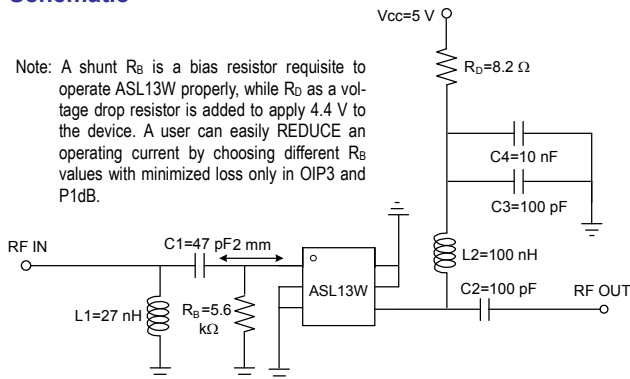 Schematic
Vcc=5 V
Note: A shunt RB is a bias resistor requisite to
operate ASL13W properly, while RD as a vol-
tage drop resistor is added to apply 4.4 V to
the device. A user can easily REDUCE an
operating current by choosing different RB
values with minimized loss only in OIP3 and
P1dB.
RD=8.2 Ω
C4=10 nF
C3=100 pF
RF IN
C1=47 pF
2 mm
L2=100 nH
ASL13W
C2=100 pF
RF OUT
L1=27 nH
RB=5.6
kΩ